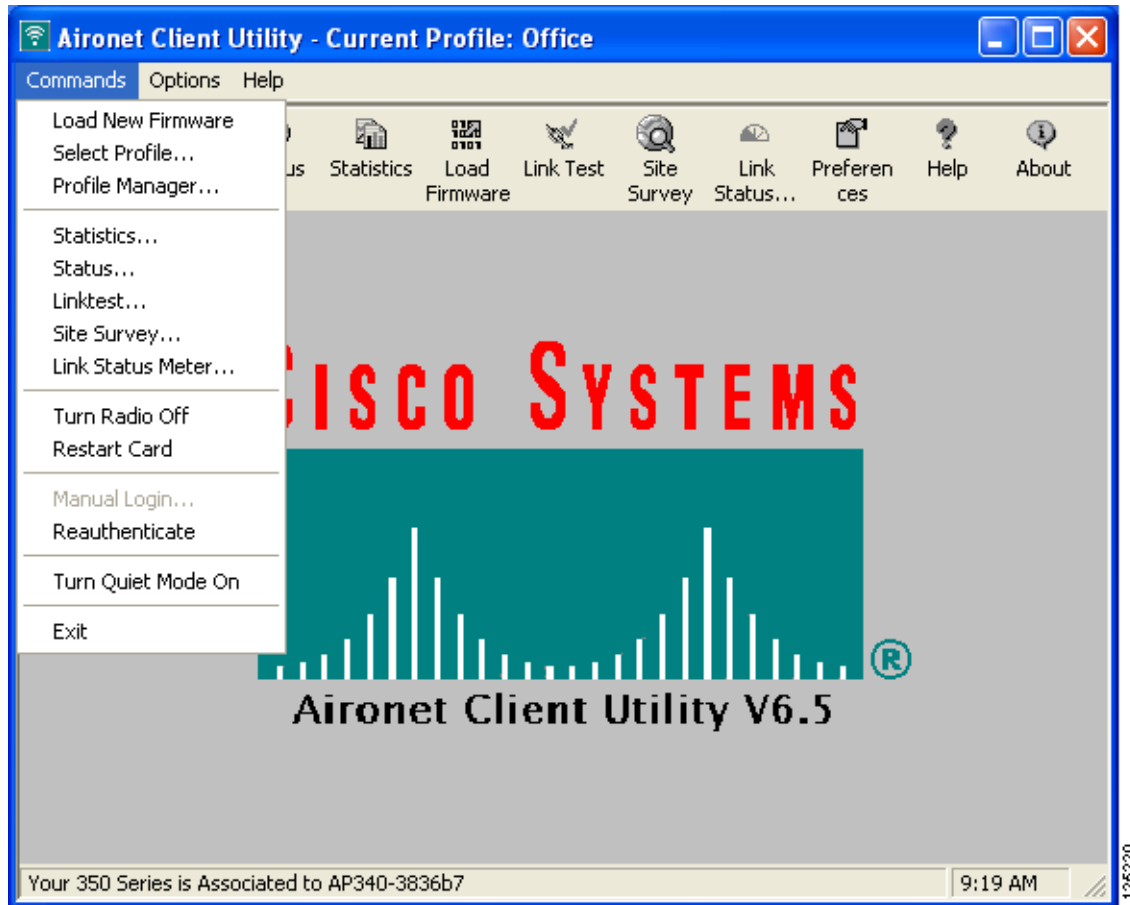 Aironet Client Utility - Current Profile: Office
Commands Options Help
Load New Firmware
Select Profile...
Profile Manager...
Statistics...
Status...
Linktest...
Site Survey...
Link Status Meter...
Turn Radio Off
Restart Card
Manual Login...
Reauthenticate
Turn Quiet Mode On
Exit
us Statistics Load Link Test Site Link Preferen Help About
Firmware Survey Status... ces
CISCO SYSTEMS
®
Aironet Client Utility V6.5
Your 350 Series is Associated to AP340-3836b7 9:19 AM